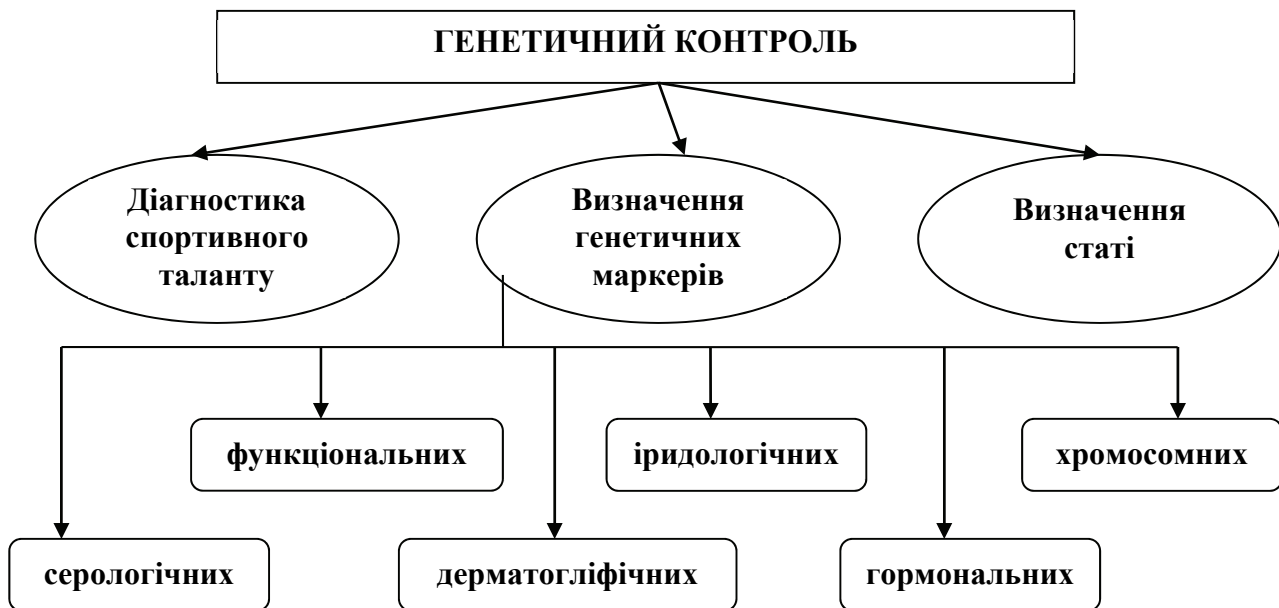 ГЕНЕТИЧНИЙ КОНТРОЛЬ
Діагностика
спортивного
таланту
Визначення
генетичних
маркерів
Визначення
статі
функціональних
іридологічних
хромосомних
серологічних
дерматогліфічних
гормональних